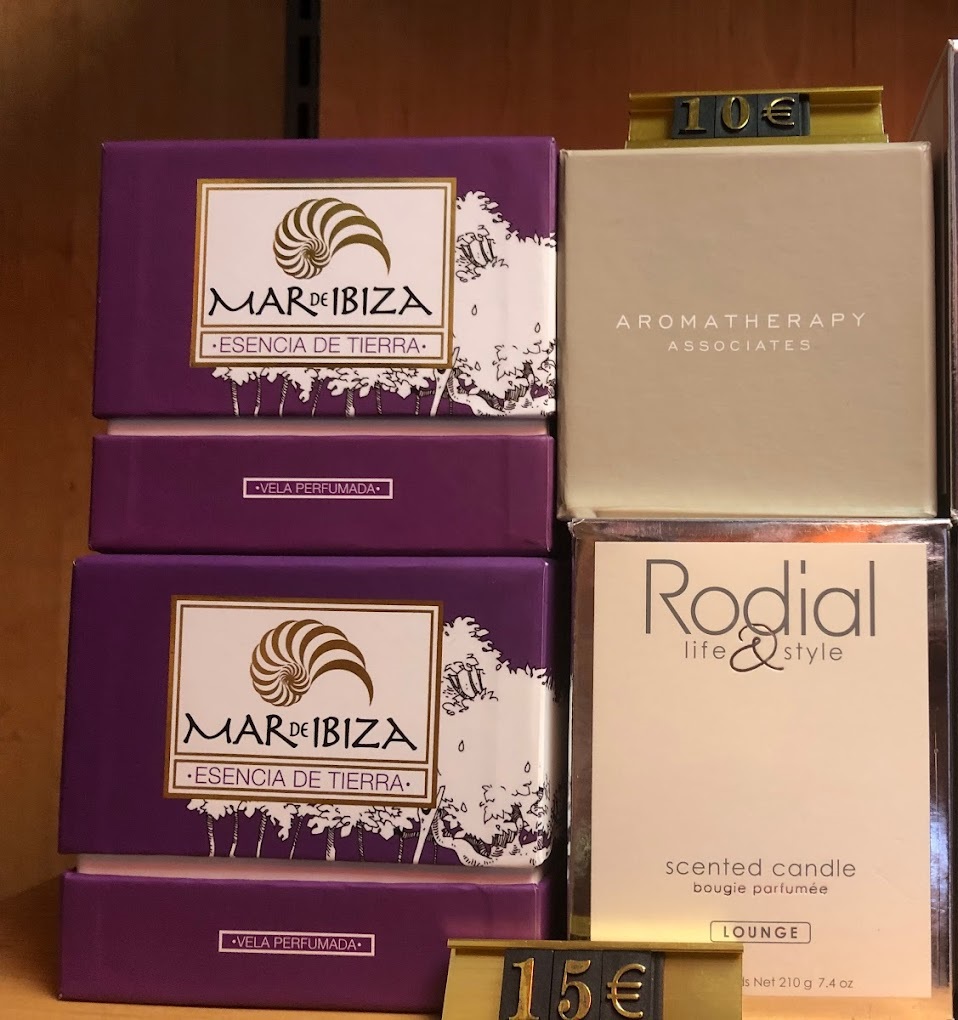 MAR DE IBIZA
·ESENCIA DE TIERRA·
·VELA PERFUMADA·
MAR DE IBIZA
·ESENCIA DE TIERRA·
·VELA PERFUMADA·
10€
AROMATHERAPY
ASSOCIATES
Rodial
life & style
scented candle
bougie parfumée
LOUNGE
Net 210 g 7.4 oz
15€